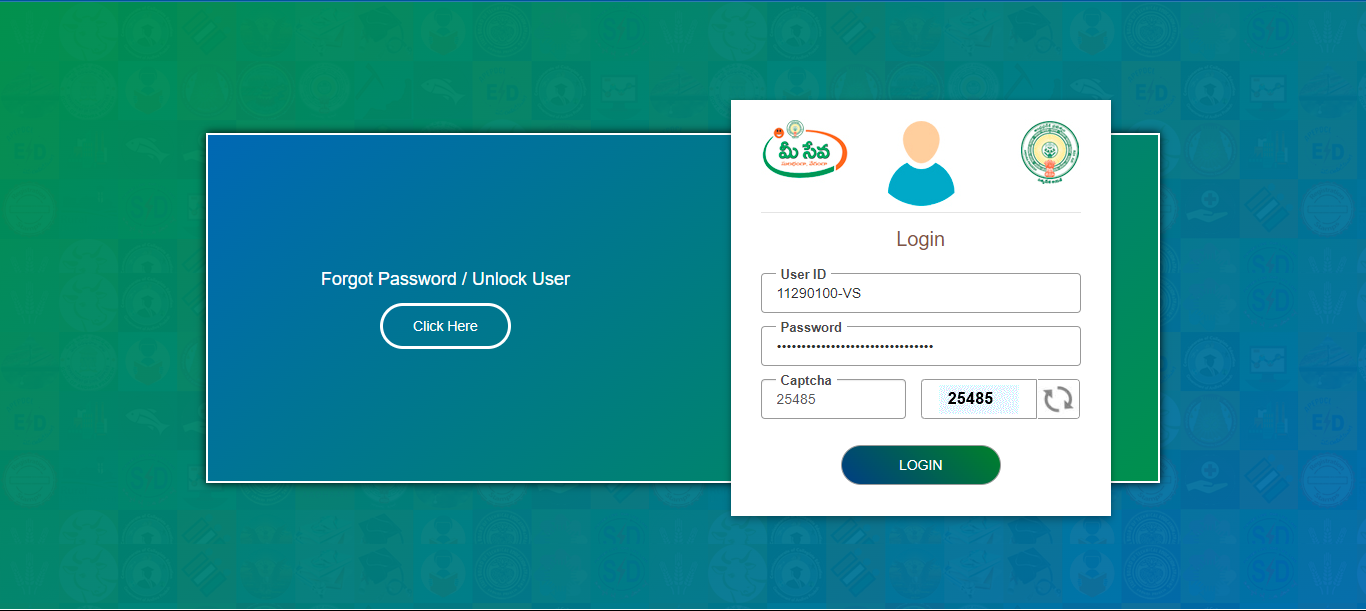 Forgot Password / Unlock User
Click Here
మీ సేవ
Login
User ID
11290100-VS
Password
Captcha
25485
25485
LOGIN